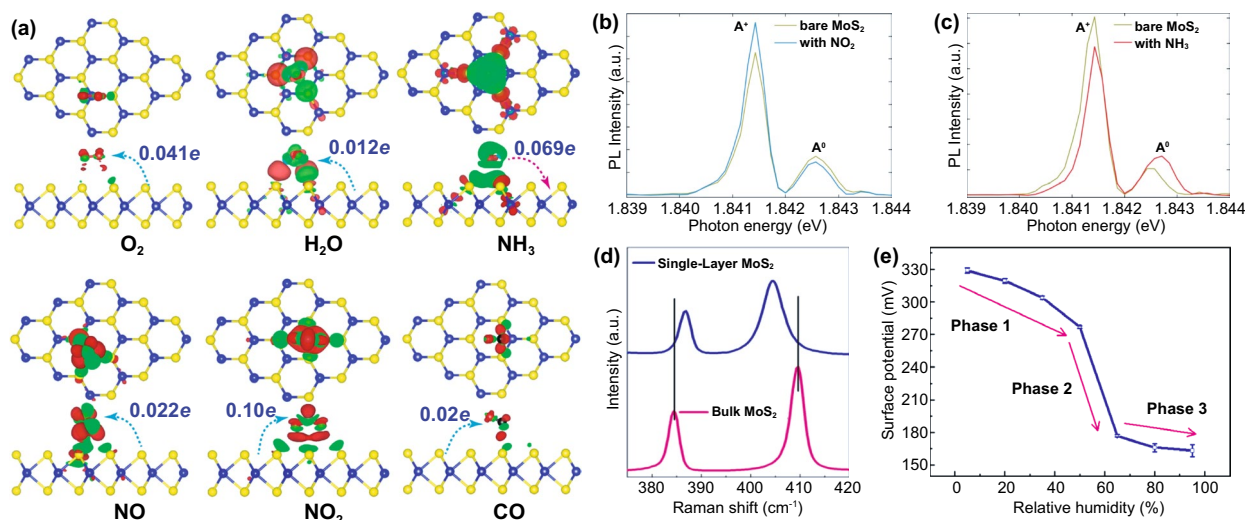 (a)
0.041e
0.012e
0.069e
O₂
H₂O
NH₃
0.022e
0.10e
0.02e
NO
NO₂
CO
(b)
A⁺
bare MoS₂
with NO₂
A⁰
PL Intensity (a.u.)
1.839 1.840 1.841 1.842 1.843 1.844
Photon energy (eV)
(c)
A⁺
bare MoS₂
with NH₃
A⁰
PL Intensity (a.u.)
1.839 1.840 1.841 1.842 1.843 1.844
Photon energy (eV)
(d)
Single-Layer MoS₂
Bulk MoS₂
Intensity (a.u.)
380 390 400 410 420
Raman shift (cm⁻¹)
(e)
330
300
270
240
210
180
150
Surface potential (mV)
Phase 1
Phase 2
Phase 3
0 20 40 60 80 100
Relative humidity (%)